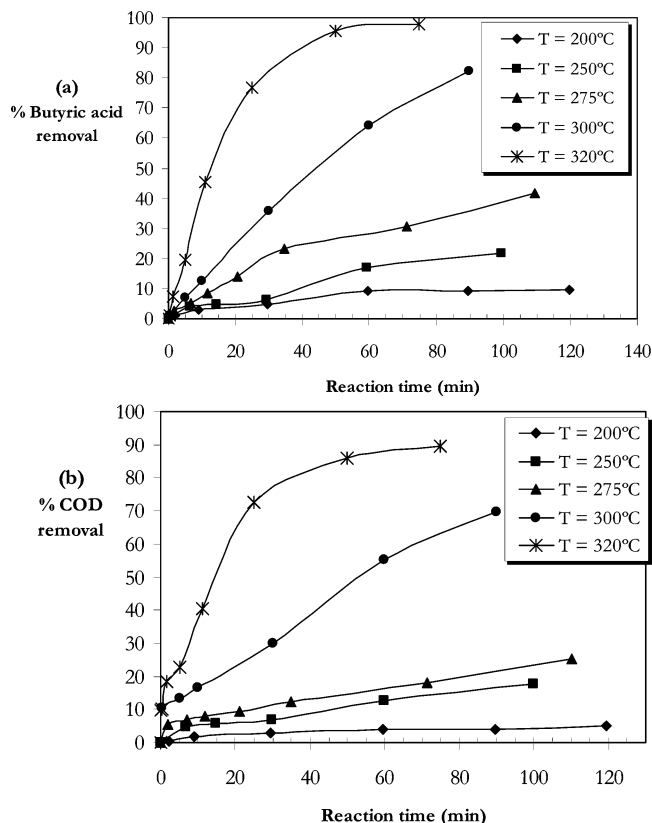 (a)
% Butyric acid
removal
100
90
80
70
60
50
40
30
20
10
0
0 20 40 60 80 100 120 140
Reaction time (min)
T = 200ºC
T = 250ºC
T = 275ºC
T = 300ºC
T = 320ºC
(b)
% COD
removal
100
90
80
70
60
50
40
30
20
10
0
0 20 40 60 80 100 120
Reaction time (min)
T = 200ºC
T = 250ºC
T = 275ºC
T = 300ºC
T = 320ºC